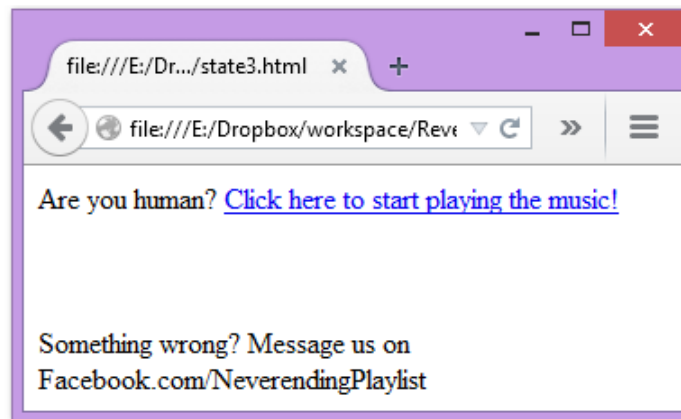 file:///E:/Dr.../state3.html
file:///E:/Dropbox/workspace/Reve
Are you human? Click here to start playing the music!
Something wrong? Message us on
Facebook.com/NeverendingPlaylist